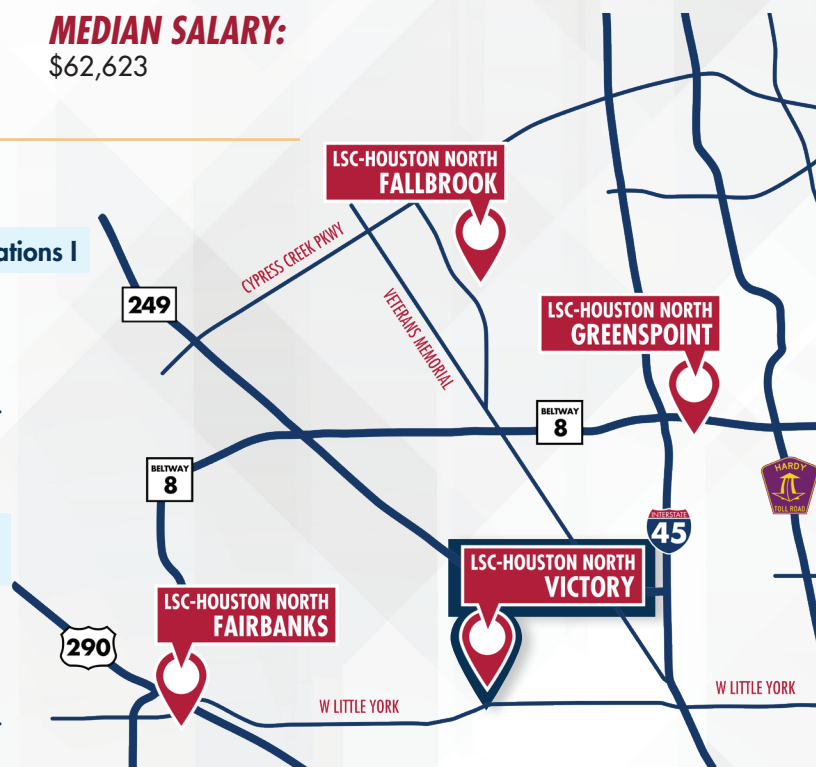 MEDIAN SALARY:
$62,623
LSC-HOUSTON NORTH
FALLBROOK
ations I
CYPRESS CREEK PKWY
249
VETERANS MEMORIAL
LSC-HOUSTON NORTH
GREENSPOINT
BELTWAY
8
BELTWAY
8
HARDY
TOLL ROAD
INTERSTATE
45
LSC-HOUSTON NORTH
VICTORY
LSC-HOUSTON NORTH
FAIRBANKS
290
W LITTLE YORK
W LITTLE YORK